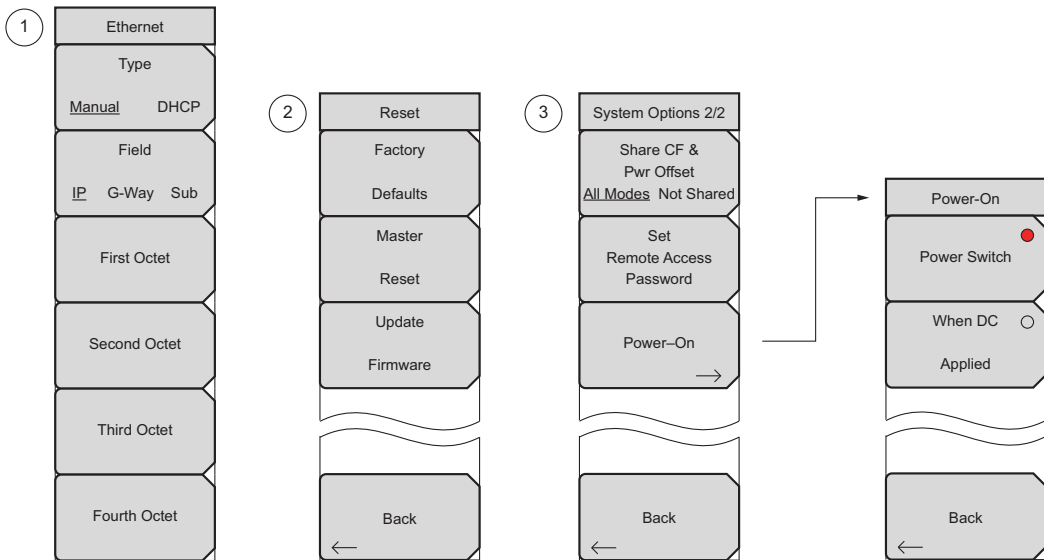 1
Ethernet
Type
Manual DHCP
Field
IP G-Way Sub
First Octet
Second Octet
Third Octet
Fourth Octet
2
Reset
Factory
Defaults
Master
Reset
Update
Firmware
Back
3
System Options 2/2
Share CF &
Pwr Offset
All Modes Not Shared
Set
Remote Access
Password
Power–On
Back
Power-On
Power Switch
When DC
Applied
Back